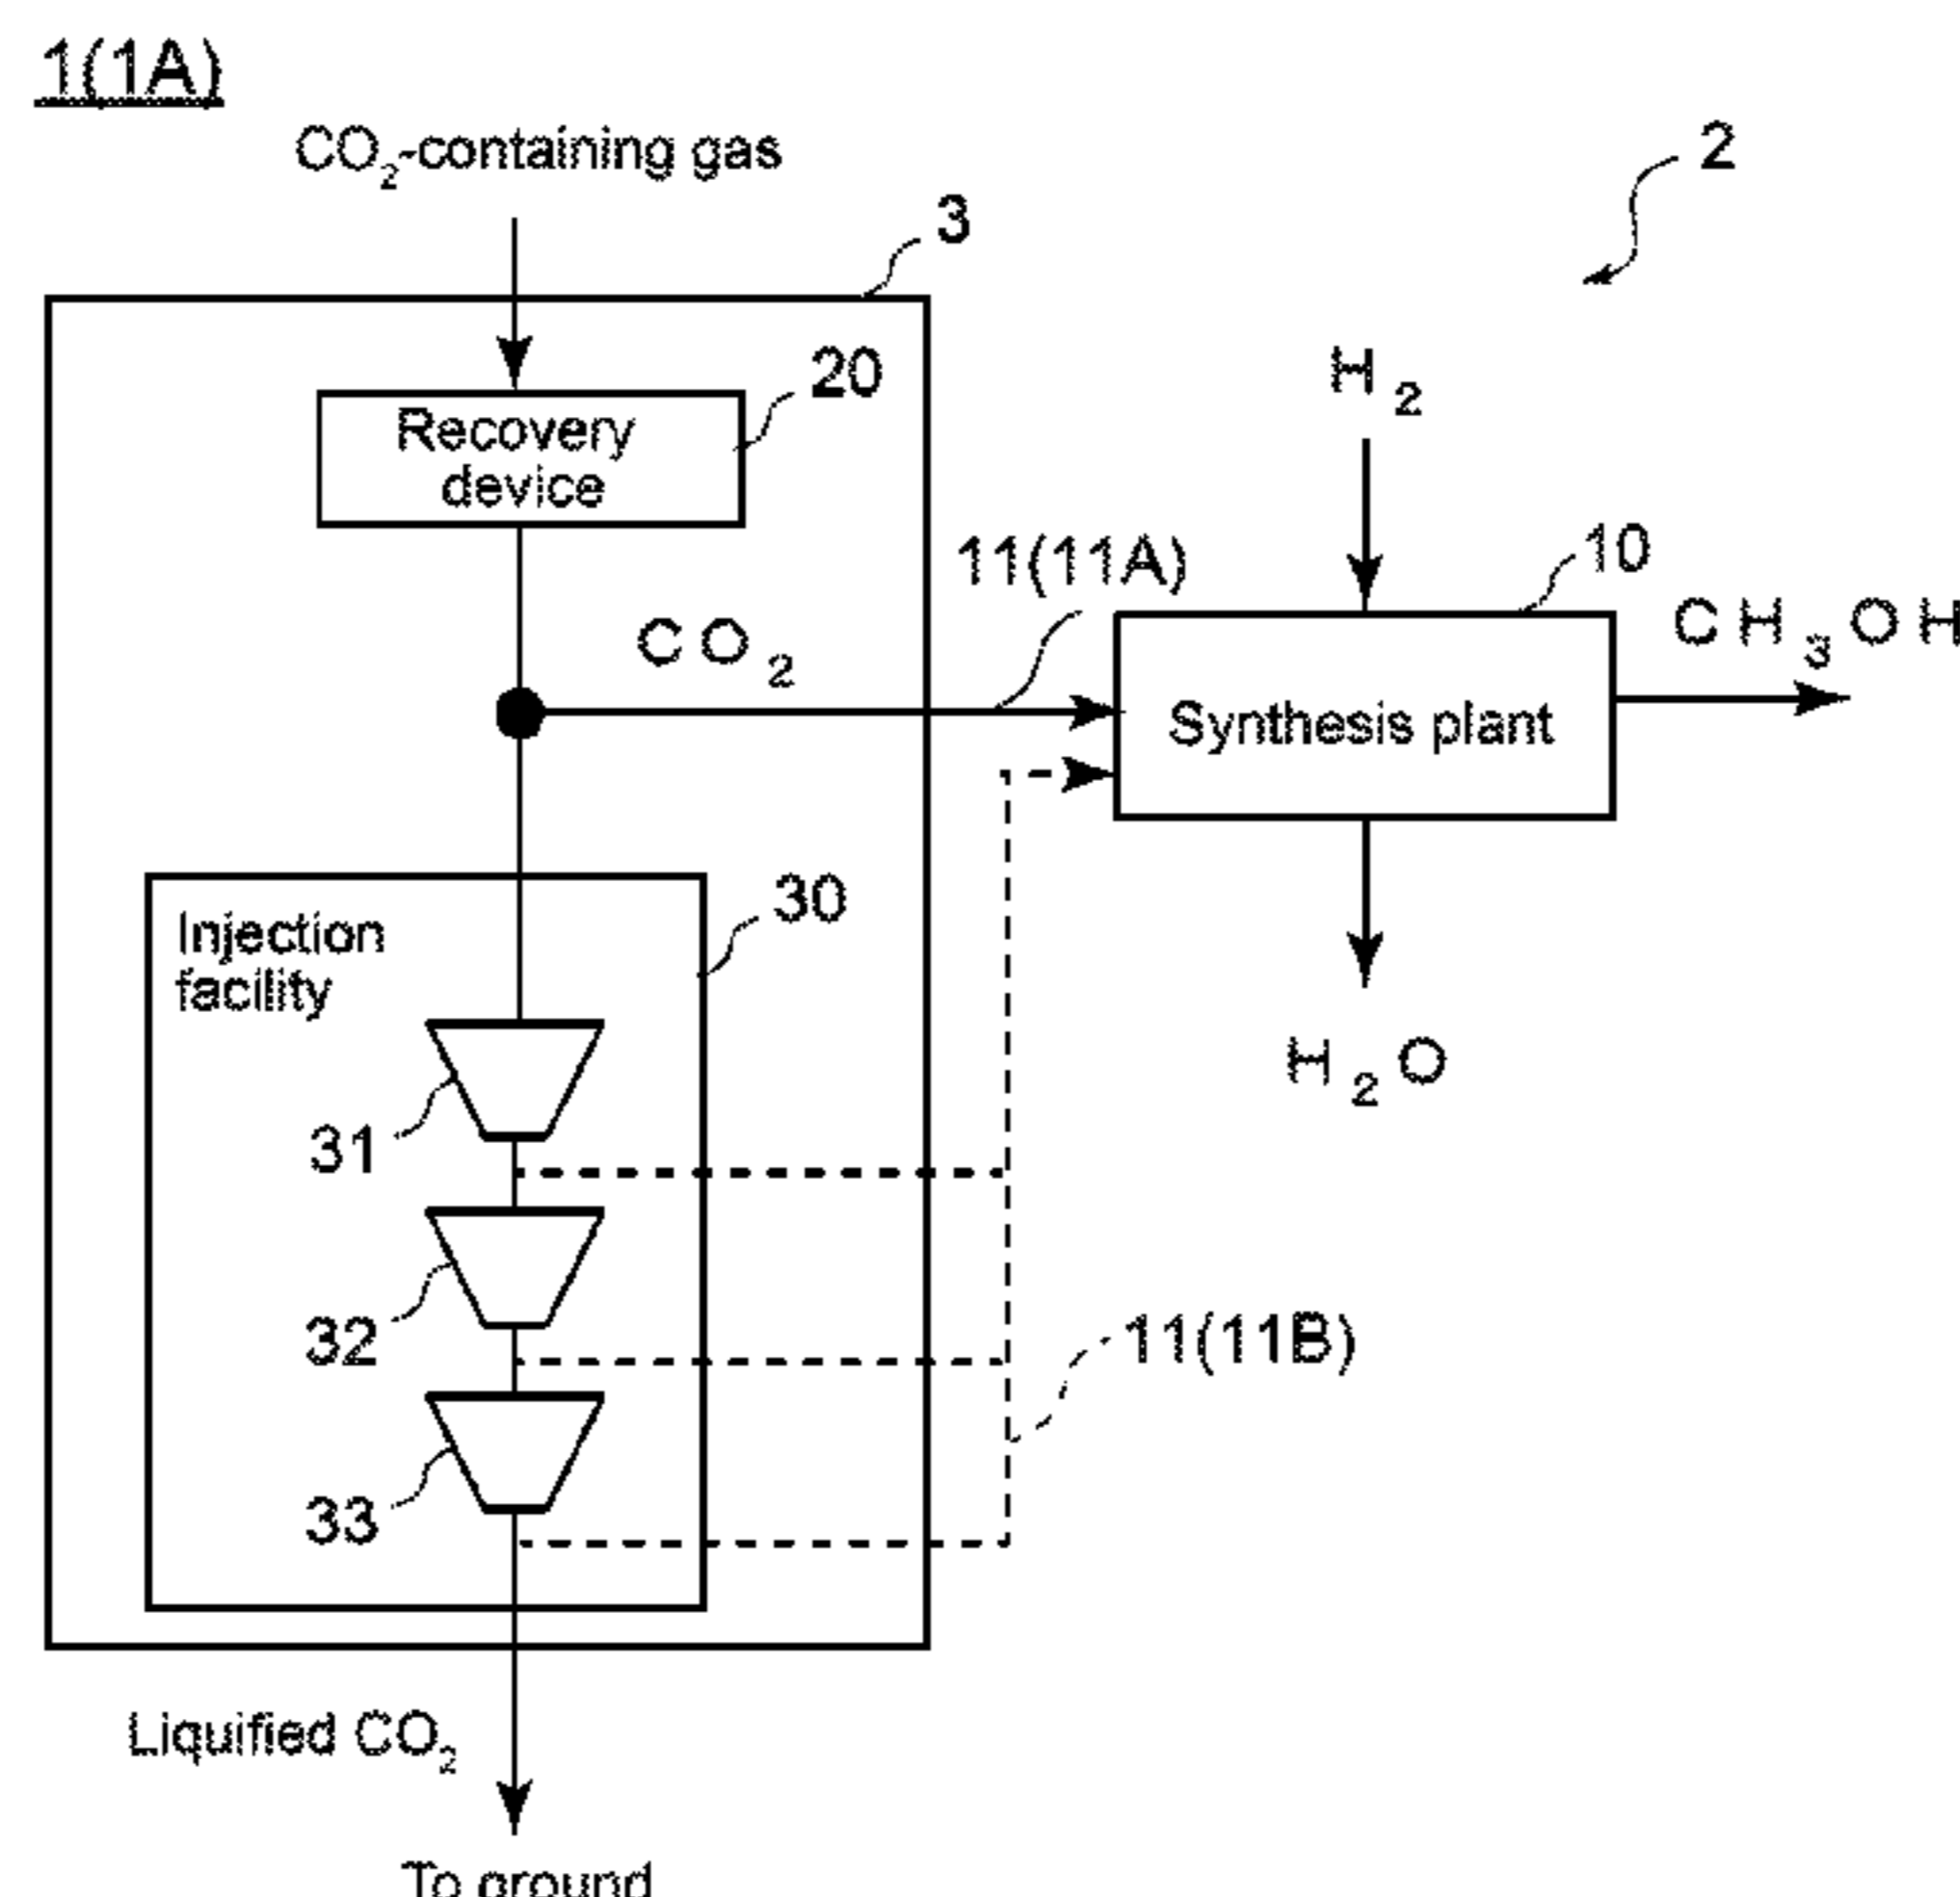 1(1A)
CO₂-containing gas
2
3
H₂
20
Recovery
device
11(11A)
10
CO₂
CH₃OH
Synthesis plant
30
Injection
facility
H₂O
31
32
11(11B)
33
Liquified CO₂
To ground